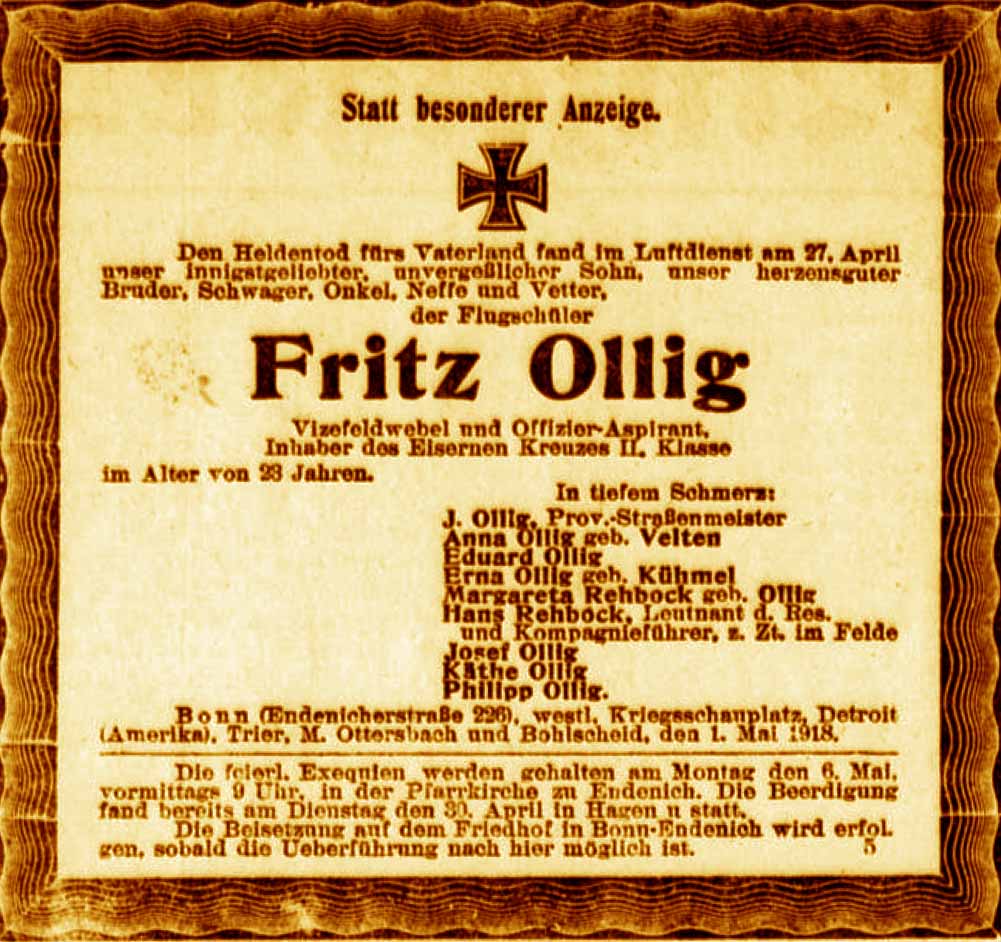 Statt besonderer Anzeige.
Den Heldentod fürs Vaterland fand im Luftdienst am 27. April
unser innigstgeliebter, unvergeßlicher Sohn, unser herzensguter
Bruder, Schwager, Onkel, Neffe und Vetter,
der Flugschüler
Fritz Ollig
Vizefeldwebel und Offizier-Aspirant,
Inhaber des Eisernen Kreuzes II. Klasse
im Alter von 23 Jahren.
In tiefem Schmerz:
J. Ollig, Prov.-Straßenmeister
Anna Ollig geb. Velten
Eduard Ollig
Erna Ollig geb. Kühmel
Margareta Rehbock geb. Ollig
Hans Rehbock, Leutnant d. Res.
und Kompagnieführer, z. Zt. im Felde
Josef Ollig
Käthe Ollig
Philipp Ollig.
Bonn (Endenicherstraße 226), westl. Kriegsschauplatz, Detroit
(Amerika), Trier, M. Ottersbach und Bohlscheid, den 1. Mai 1918.
Die feierl. Exequien werden gehalten am Montag den 6. Mai,
vormittags 9 Uhr, in der Pfarrkirche zu Endenich. Die Beerdigung
fand bereits am Dienstag den 30. April in Hagen u statt.
Die Beisetzung auf dem Friedhof in Bonn-Endenich wird erfol-
gen, sobald die Ueberführung nach hier möglich ist. 5